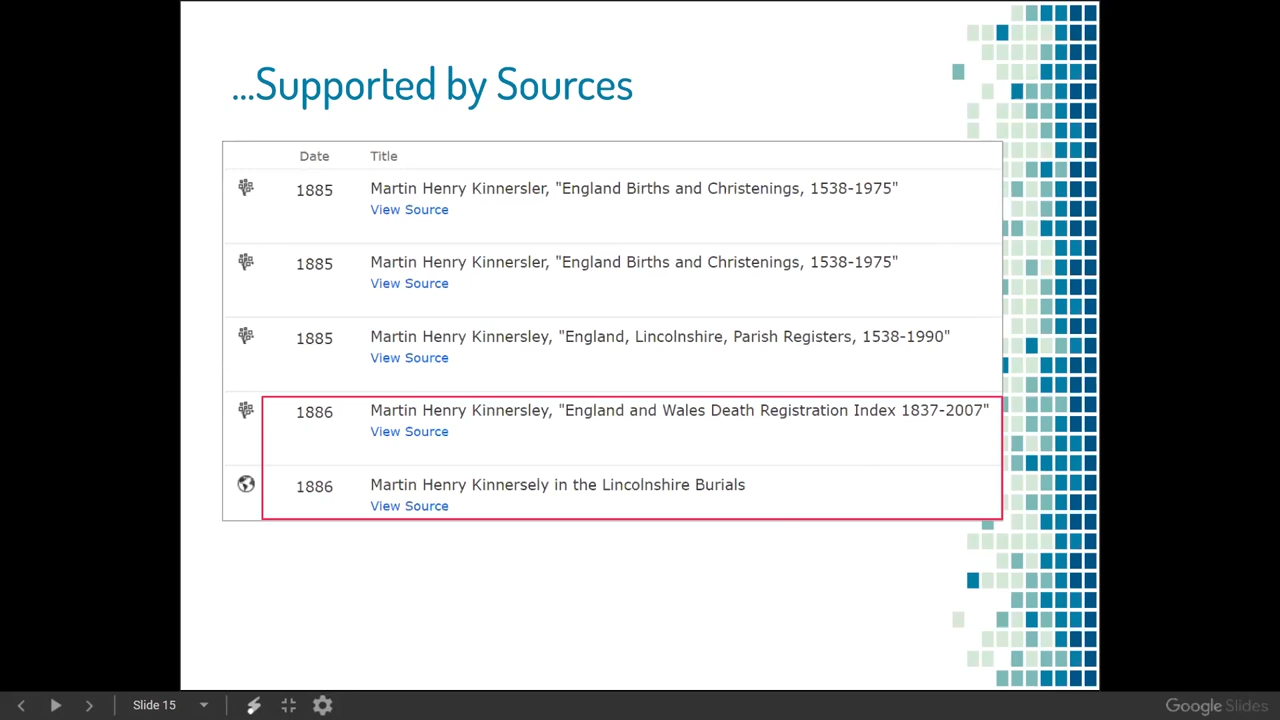 ...Supported by Sources
Date Title
1885 Martin Henry Kinnersler, "England Births and Christenings, 1538-1975"
View Source
1885 Martin Henry Kinnersler, "England Births and Christenings, 1538-1975"
View Source
1885 Martin Henry Kinnersley, "England, Lincolnshire, Parish Registers, 1538-1990"
View Source
1886 Martin Henry Kinnersley, "England and Wales Death Registration Index 1837-2007"
View Source
1886 Martin Henry Kinnersely in the Lincolnshire Burials
View Source
Slide 15
Google Slides